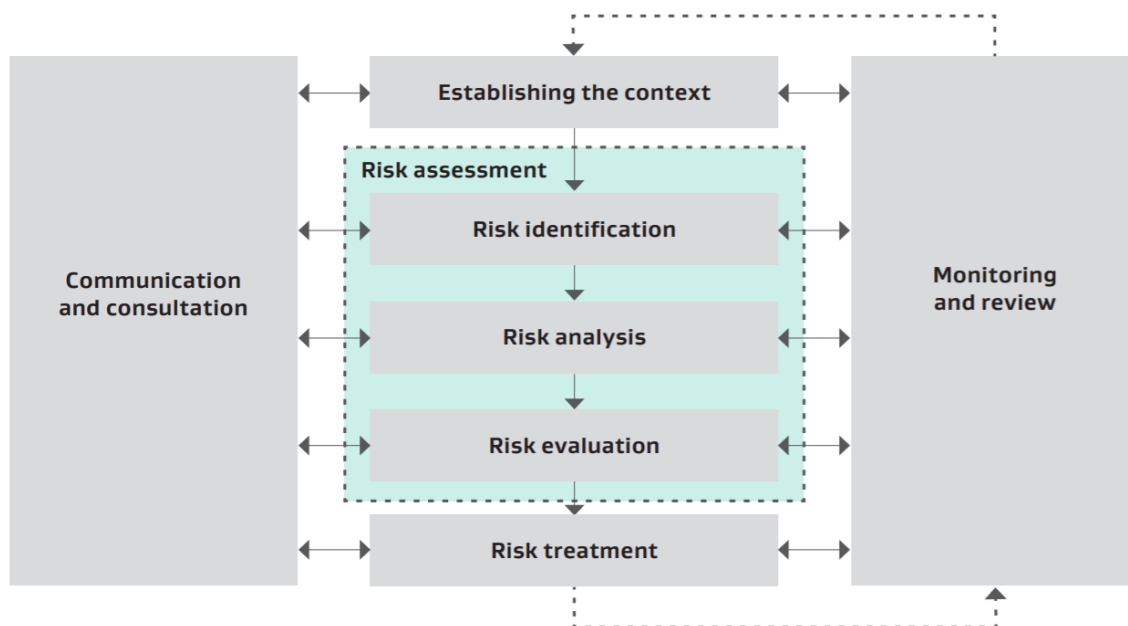 Establishing the context
Risk assessment
Risk identification
Communication
and consultation
Monitoring
and review
Risk analysis
Risk evaluation
Risk treatment